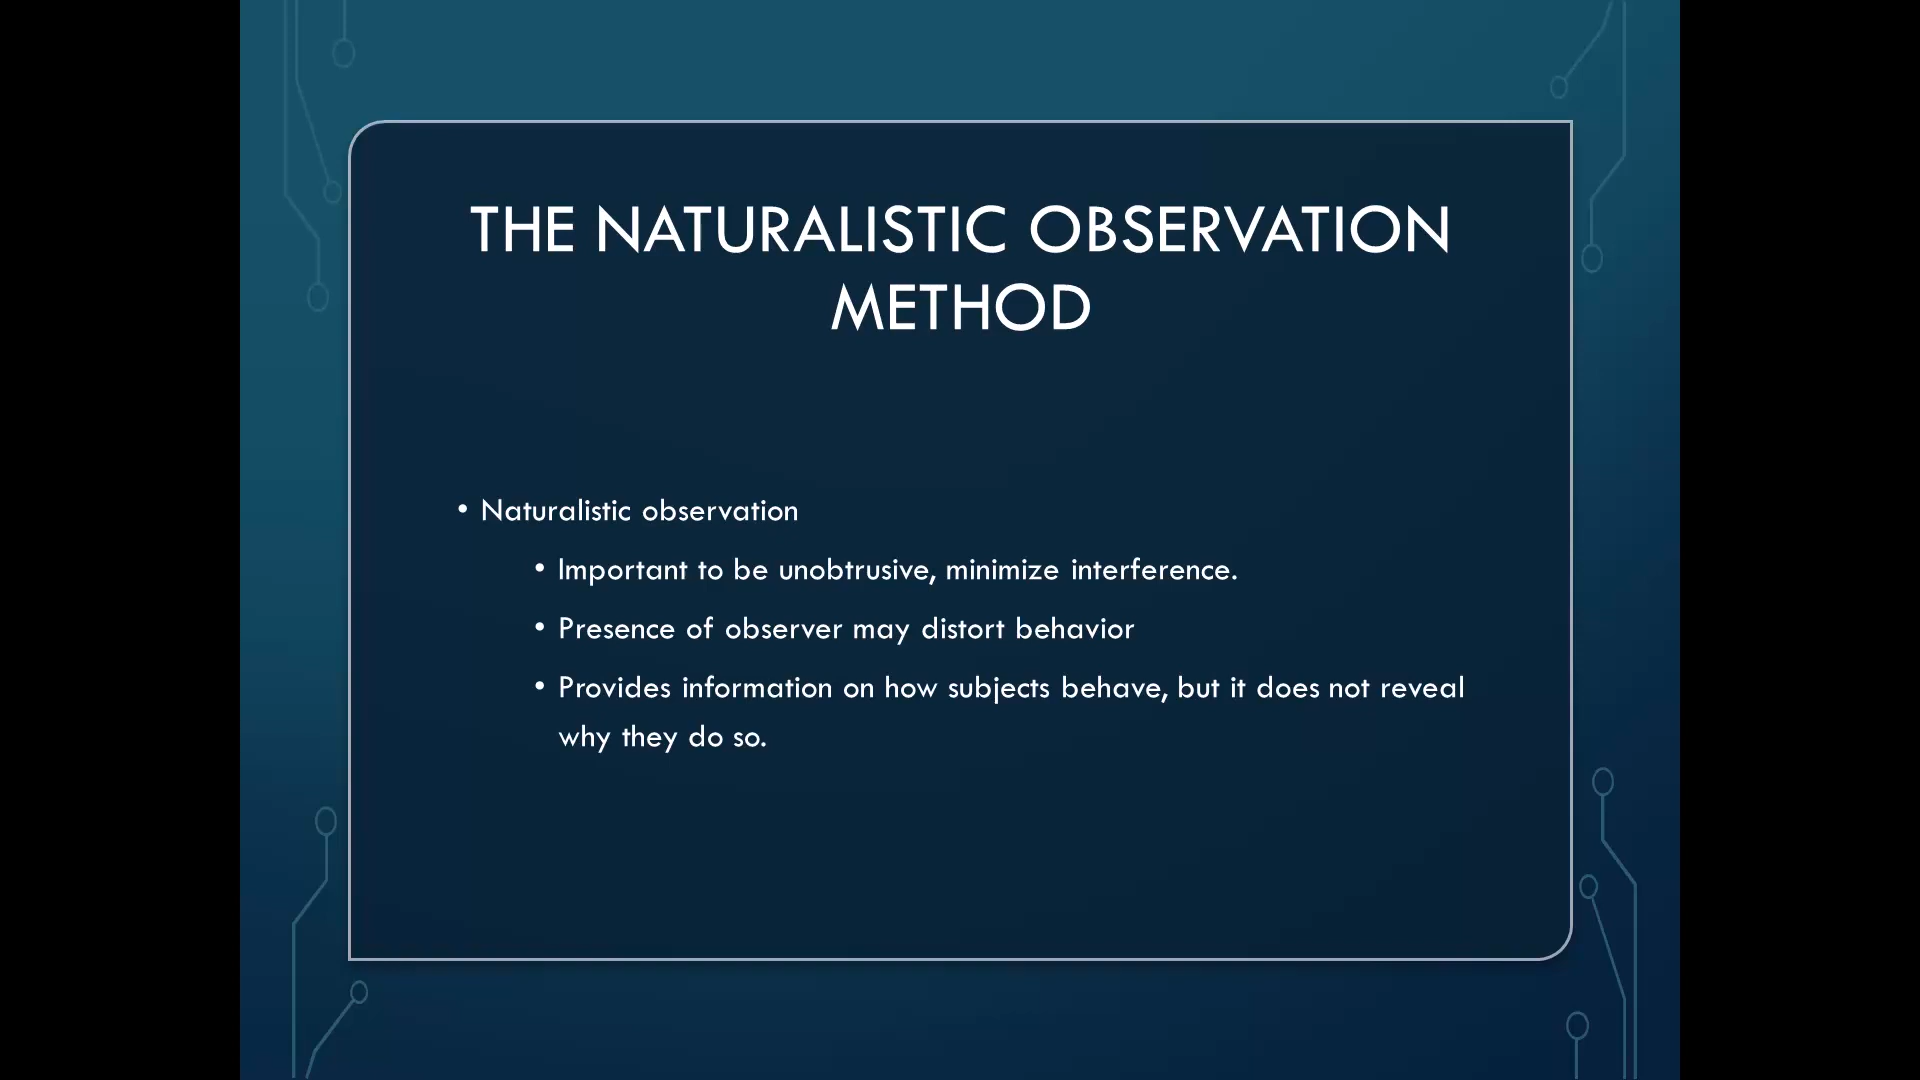 THE NATURALISTIC OBSERVATION
METHOD
• Naturalistic observation
• Important to be unobtrusive, minimize interference.
• Presence of observer may distort behavior
• Provides information on how subjects behave, but it does not reveal
why they do so.